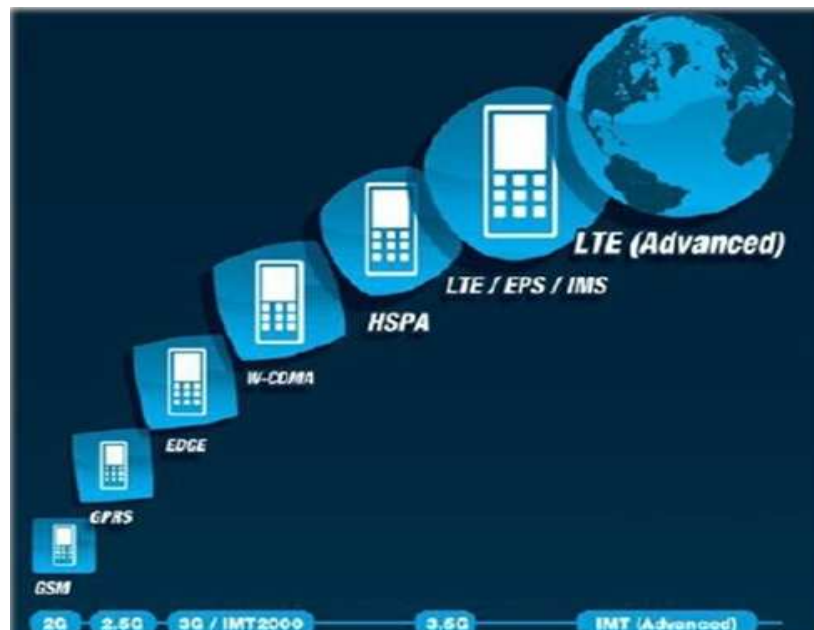 LTE (Advanced)
LTE / EPS / IMS
HSPA
W-CDMA
EDGE
GPRS
GSM
2G 2.5G 3G / IMT2000 3.5G IMT (Advanced)